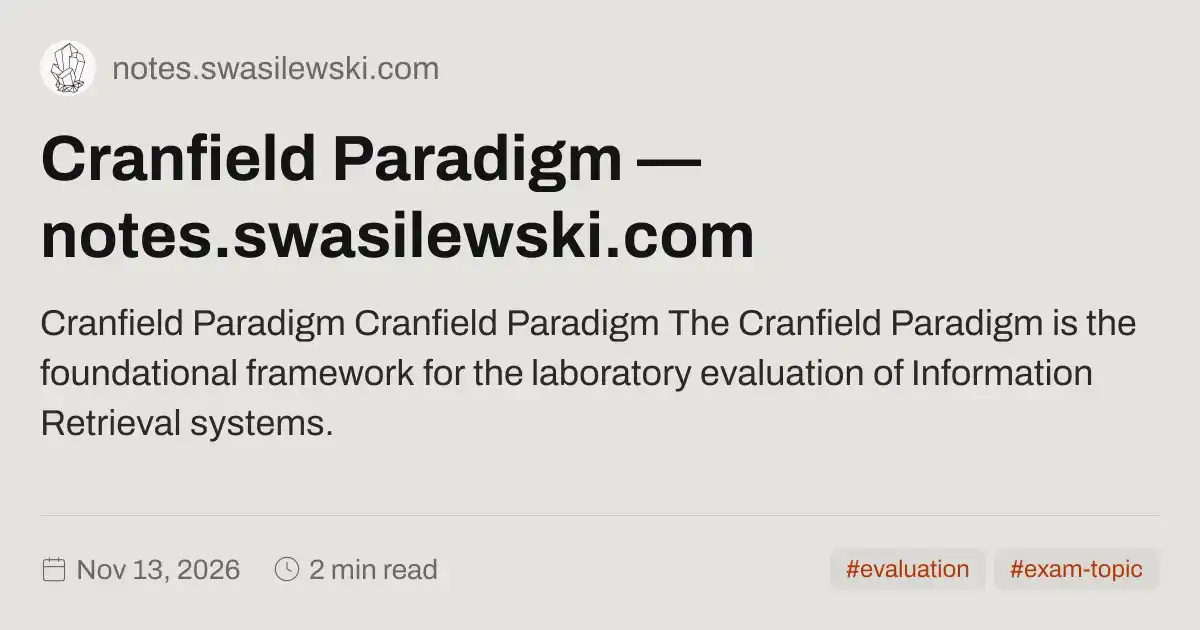 notes.swasilewski.com
Cranfield Paradigm —
notes.swasilewski.com
Cranfield Paradigm Cranfield Paradigm The Cranfield Paradigm is the
foundational framework for the laboratory evaluation of Information
Retrieval systems.
Nov 13, 2026 2 min read #evaluation #exam-topic